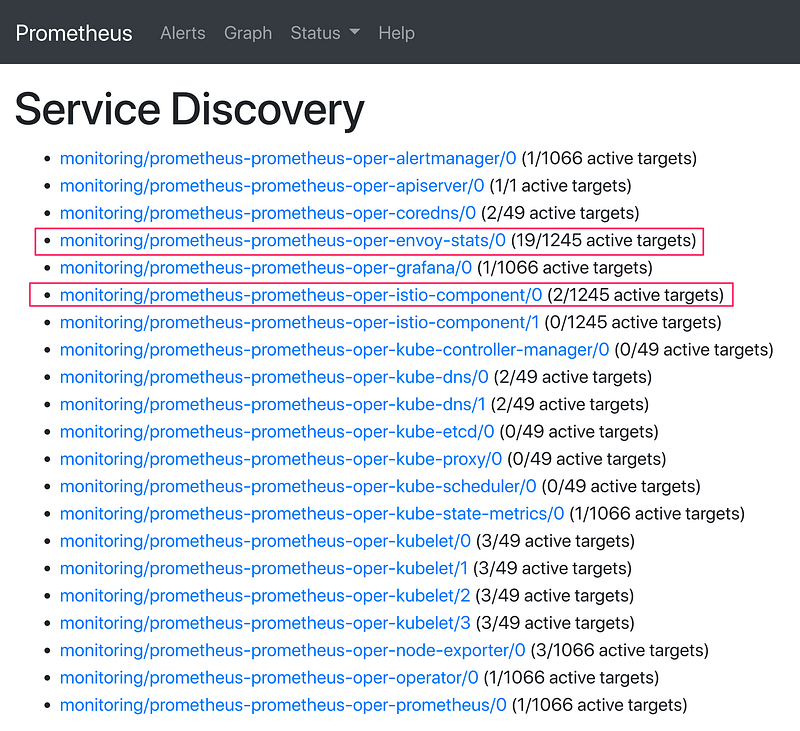 Prometheus Alerts Graph Status Help
Service Discovery
monitoring/prometheus-prometheus-oper-alertmanager/0 (1/1066 active targets)
monitoring/prometheus-prometheus-oper-apiserver/0 (1/1 active targets)
monitoring/prometheus-prometheus-oper-coredns/0 (2/49 active targets)
monitoring/prometheus-prometheus-oper-envoy-stats/0 (19/1245 active targets)
monitoring/prometheus-prometheus-oper-grafana/0 (1/1066 active targets)
monitoring/prometheus-prometheus-oper-istio-component/0 (2/1245 active targets)
monitoring/prometheus-prometheus-oper-istio-component/1 (0/1245 active targets)
monitoring/prometheus-prometheus-oper-kube-controller-manager/0 (0/49 active targets)
monitoring/prometheus-prometheus-oper-kube-dns/0 (2/49 active targets)
monitoring/prometheus-prometheus-oper-kube-dns/1 (2/49 active targets)
monitoring/prometheus-prometheus-oper-kube-etcd/0 (0/49 active targets)
monitoring/prometheus-prometheus-oper-kube-proxy/0 (0/49 active targets)
monitoring/prometheus-prometheus-oper-kube-scheduler/0 (0/49 active targets)
monitoring/prometheus-prometheus-oper-kube-state-metrics/0 (1/1066 active targets)
monitoring/prometheus-prometheus-oper-kubelet/0 (3/49 active targets)
monitoring/prometheus-prometheus-oper-kubelet/1 (3/49 active targets)
monitoring/prometheus-prometheus-oper-kubelet/2 (3/49 active targets)
monitoring/prometheus-prometheus-oper-kubelet/3 (3/49 active targets)
monitoring/prometheus-prometheus-oper-node-exporter/0 (3/1066 active targets)
monitoring/prometheus-prometheus-oper-operator/0 (1/1066 active targets)
monitoring/prometheus-prometheus-oper-prometheus/0 (1/1066 active targets)